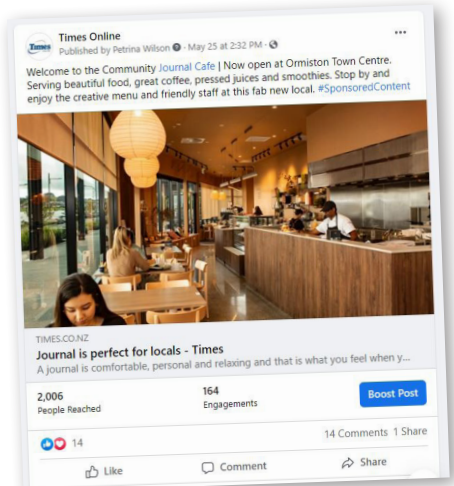 Times Online
Times
Published by Petrina Wilson · May 25 at 2:32 PM ·
Welcome to the Community Journal Cafe | Now open at Ormiston Town Centre.
Serving beautiful food, great coffee, pressed juices and smoothies. Stop by and
enjoy the creative menu and friendly staff at this fab new local. #SponsoredContent
TIMES.CO.NZ
Journal is perfect for locals - Times
A journal is comfortable, personal and relaxing and that is what you feel when y...
2,006
People Reached
164
Engagements
Boost Post
14
14 Comments 1 Share
Like
Comment
Share